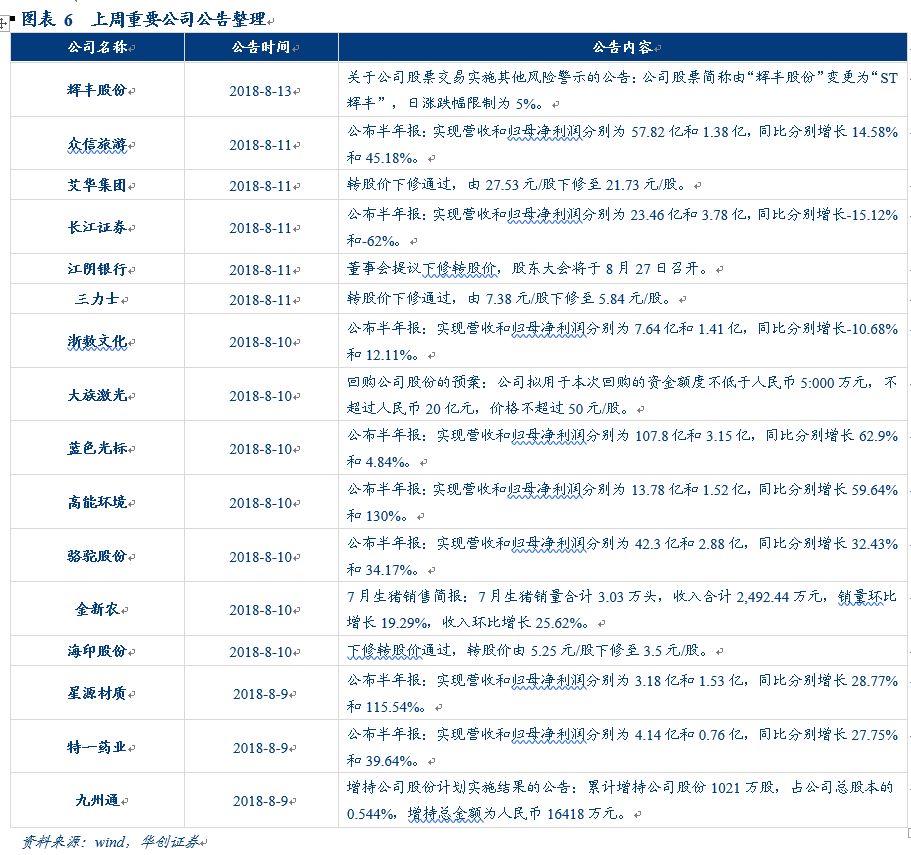 图表 6 上周重要公司公告整理
公司名称 公告时间 公告内容
辉丰股份 2018-8-13 关于公司股票交易实施其他风险警示的公告：公司股票简称由“辉丰股份”变更为“ST
辉丰”，日涨跌幅限制为 5%。
众信旅游 2018-8-11 公布半年报：实现营收和归母净利润分别为 57.82 亿和 1.38 亿，同比分别增长 14.58%
和 45.18%。
艾华集团 2018-8-11 转股价下修通过，由 27.53 元/股下修至 21.73 元/股。
长江证券 2018-8-11 公布半年报：实现营收和归母净利润分别为 23.46 亿和 3.78 亿，同比分别增长-15.12%
和-62%。
江阴银行 2018-8-11 董事会提议下修转股价，股东大会将于 8 月 27 日召开。
三力士 2018-8-11 转股价下修通过，由 7.38 元/股下修至 5.84 元/股。
浙数文化 2018-8-10 公布半年报：实现营收和归母净利润分别为 7.64 亿和 1.41 亿，同比分别增长-10.68%
和 12.11%。
大族激光 2018-8-10 回购公司股份的预案：公司拟用于本次回购的资金额度不低于人民币 5:000 万元，不
超过人民币 20 亿元，价格不超过 50 元/股。
蓝色光标 2018-8-10 公布半年报：实现营收和归母净利润分别为 107.8 亿和 3.15 亿，同比分别增长 62.9%
和 4.84%。
高能环境 2018-8-10 公布半年报：实现营收和归母净利润分别为 13.78 亿和 1.52 亿，同比分别增长 59.64%
和 130%。
骆驼股份 2018-8-10 公布半年报：实现营收和归母净利润分别为 42.3 亿和 2.88 亿，同比分别增长 32.43%
和 34.17%。
金新农 2018-8-10 7 月生猪销售简报：7 月生猪销量合计 3.03 万头，收入合计 2,492.44 万元，销量环比
增长 19.29%，收入环比增长 25.62%。
海印股份 2018-8-10 下修转股价通过，转股价由 5.25 元/股下修至 3.5 元/股。
星源材质 2018-8-9 公布半年报：实现营收和归母净利润分别为 3.18 亿和 1.53 亿，同比分别增长 28.77%
和 115.54%。
特一药业 2018-8-9 公布半年报：实现营收和归母净利润分别为 4.14 亿和 0.76 亿，同比分别增长 27.75%
和 39.64%。
九州通 2018-8-9 增持公司股份计划实施结果的公告：累计增持公司股份 1021 万股，占公司总股本的
0.544%，增持总金额为人民币 16418 万元。
资料来源：wind，华创证券